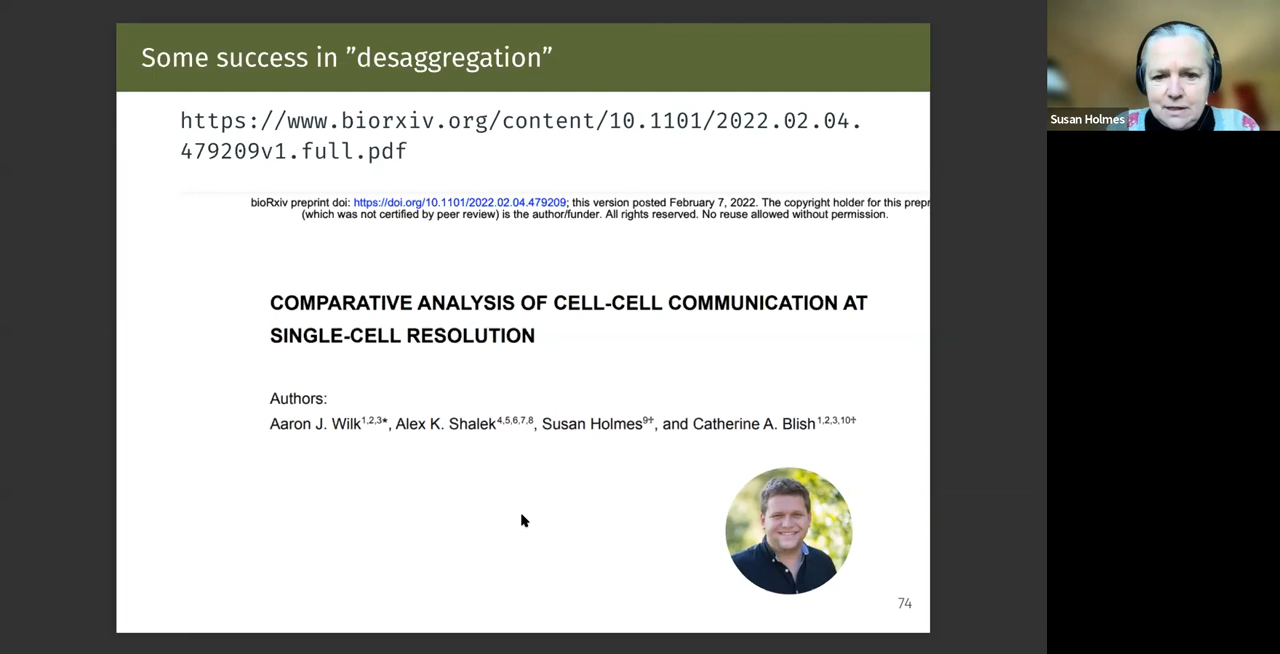 Some success in ”desaggregation”
https://www.biorxiv.org/content/10.1101/2022.02.04.
479209v1.full.pdf
bioRxiv preprint doi: https://doi.org/10.1101/2022.02.04.479209; this version posted February 7, 2022. The copyright holder for this prepr
(which was not certified by peer review) is the author/funder. All rights reserved. No reuse allowed without permission.
COMPARATIVE ANALYSIS OF CELL-CELL COMMUNICATION AT
SINGLE-CELL RESOLUTION
Authors:
Aaron J. Wilk1,2,3*, Alex K. Shalek4,5,6,7,8, Susan Holmes9†, and Catherine A. Blish1,2,3,10†
74
Susan Holmes